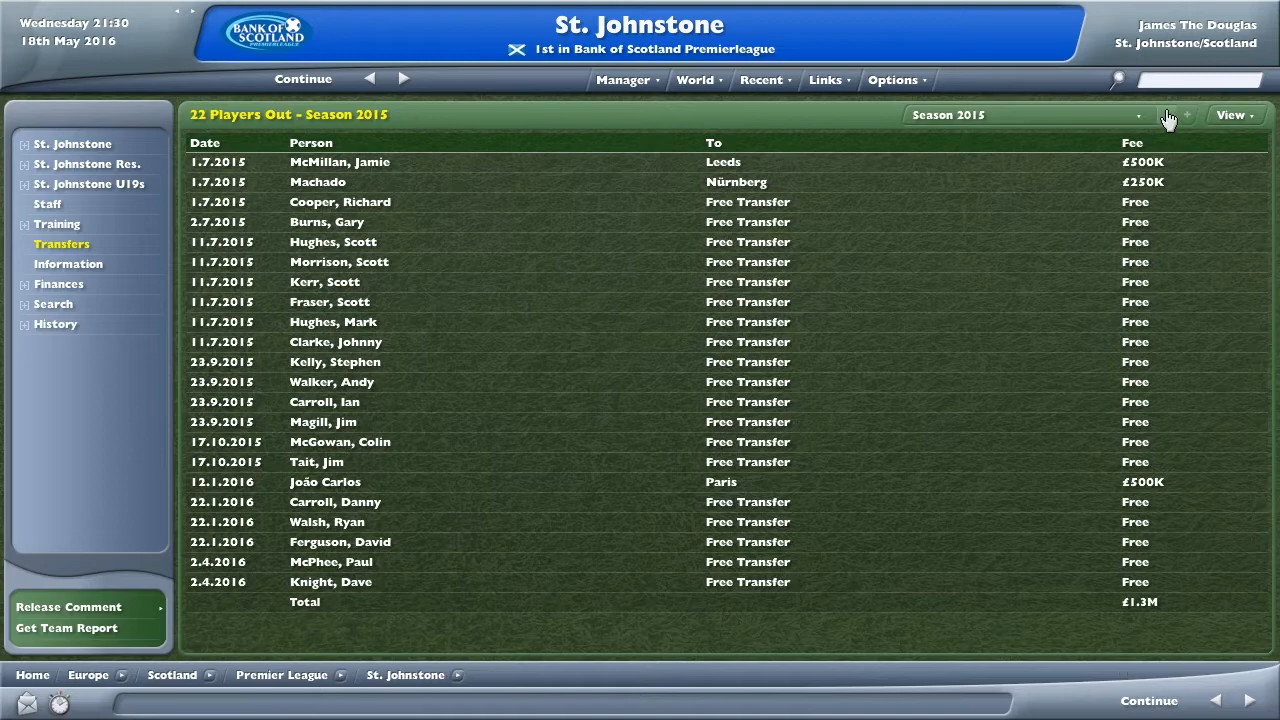 Wednesday 21:30
18th May 2016
BANK OF
SCOTLAND
PREMIERLEAGUE
St. Johnstone
1st in Bank of Scotland Premierleague
James The Douglas
St. Johnstone/Scotland
Continue
Manager
World
Recent
Links
Options
St. Johnstone
St. Johnstone Res.
St. Johnstone U19s
Staff
Training
Transfers
Information
Finances
Search
History
Release Comment
Get Team Report
22 Players Out - Season 2015
Season 2015
View
Date Person To Fee
1.7.2015 McMillan, Jamie Leeds £500K
1.7.2015 Machado Nürnberg £250K
1.7.2015 Cooper, Richard Free Transfer Free
2.7.2015 Burns, Gary Free Transfer Free
11.7.2015 Hughes, Scott Free Transfer Free
11.7.2015 Morrison, Scott Free Transfer Free
11.7.2015 Kerr, Scott Free Transfer Free
11.7.2015 Fraser, Scott Free Transfer Free
11.7.2015 Hughes, Mark Free Transfer Free
11.7.2015 Clarke, Johnny Free Transfer Free
23.9.2015 Kelly, Stephen Free Transfer Free
23.9.2015 Walker, Andy Free Transfer Free
23.9.2015 Carroll, Ian Free Transfer Free
23.9.2015 Magill, Jim Free Transfer Free
17.10.2015 McGowan, Colin Free Transfer Free
17.10.2015 Tait, Jim Free Transfer Free
12.1.2016 João Carlos Paris £500K
22.1.2016 Carroll, Danny Free Transfer Free
22.1.2016 Walsh, Ryan Free Transfer Free
22.1.2016 Ferguson, David Free Transfer Free
2.4.2016 McPhee, Paul Free Transfer Free
2.4.2016 Knight, Dave Free Transfer Free
Total £1.3M
Home Europe Scotland Premier League St. Johnstone
Continue